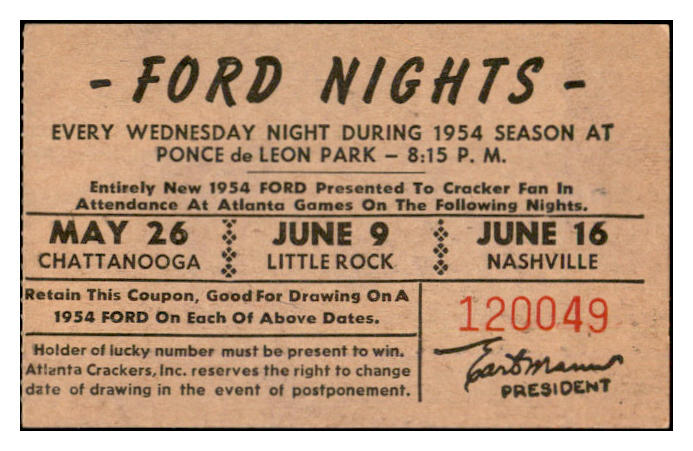 - FORD NIGHTS -
EVERY WEDNESDAY NIGHT DURING 1954 SEASON AT
PONCE de LEON PARK – 8:15 P. M.
Entirely New 1954 FORD Presented To Cracker Fan In
Attendance At Atlanta Games On The Following Nights.
MAY 26 JUNE 9 JUNE 16
CHATTANOOGA LITTLE ROCK NASHVILLE
Retain This Coupon, Good For Drawing On A
1954 FORD On Each Of Above Dates.
Holder of lucky number must be present to win.
Atlanta Crackers, Inc. reserves the right to change
date of drawing in the event of postponement.
120049
Earl Mann
PRESIDENT